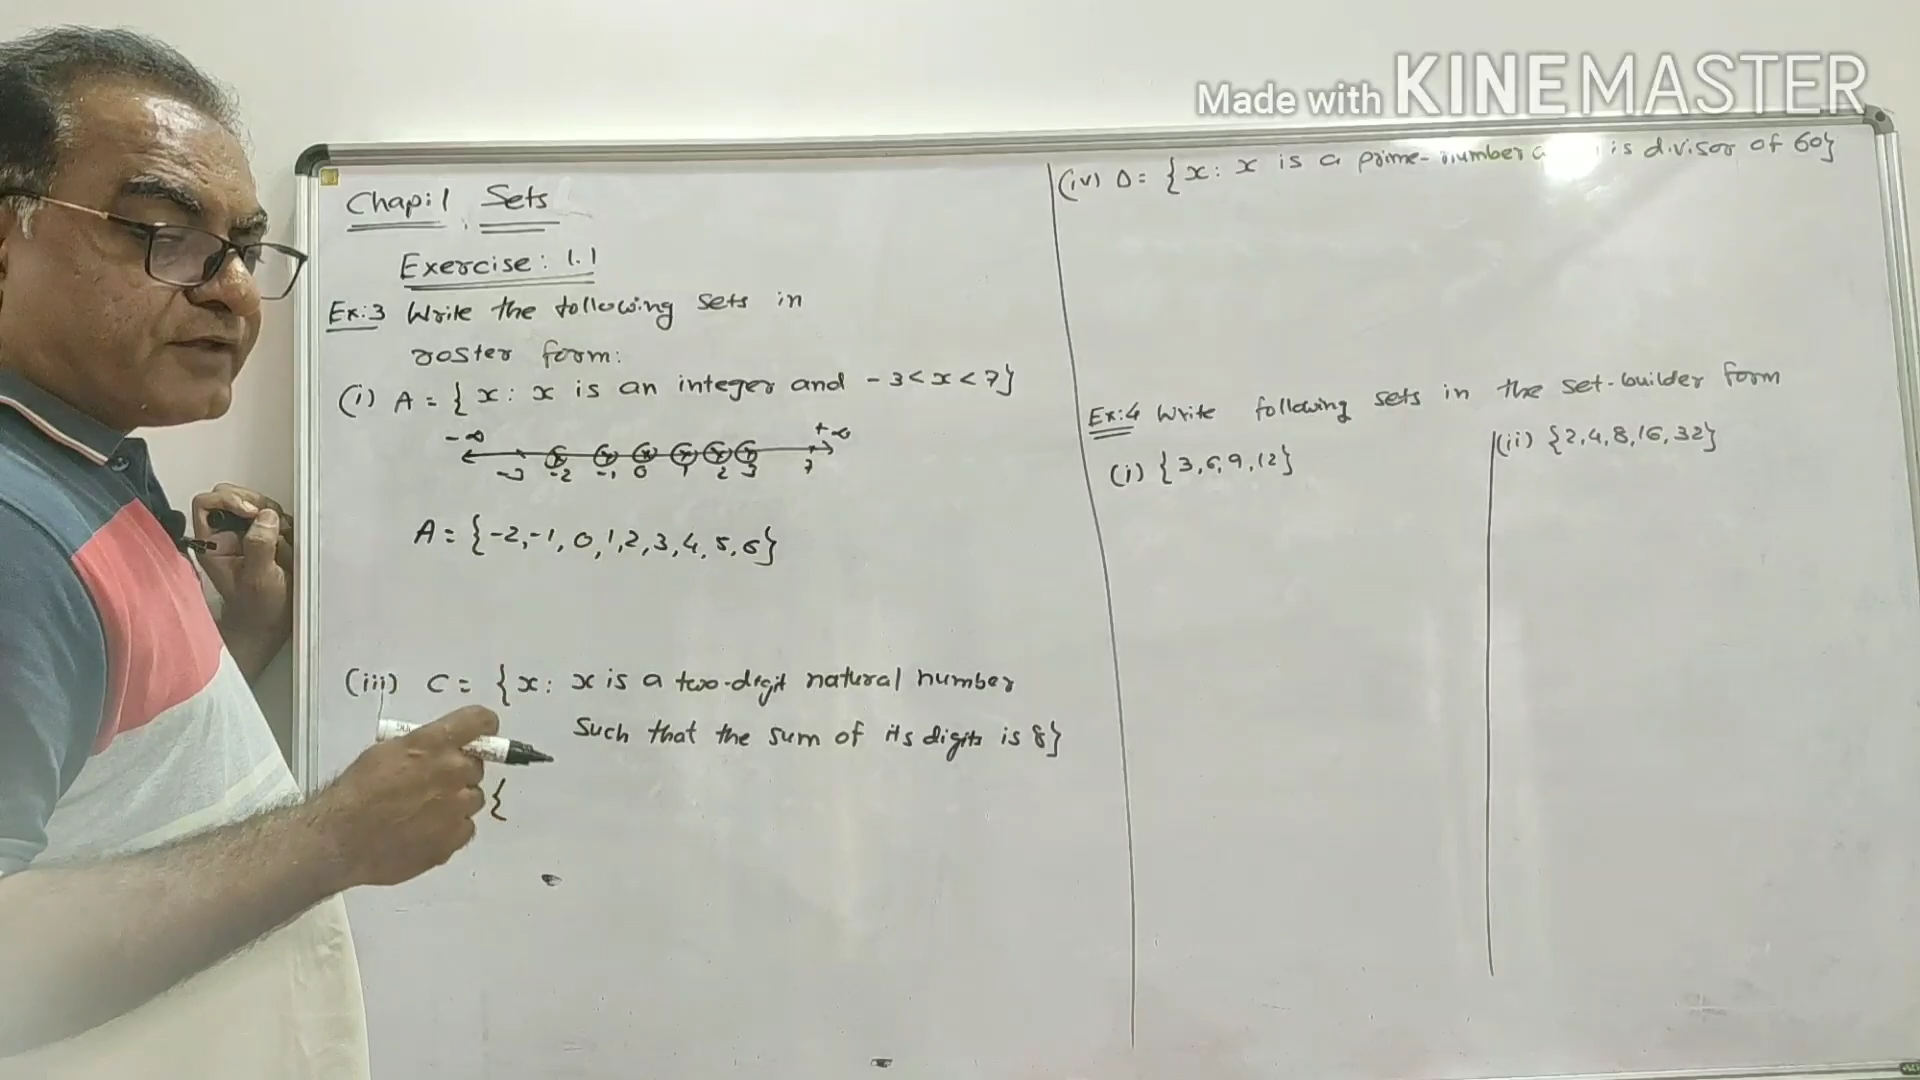 Made with KINEMASTER
Chap:1 Sets
Exercise: 1.1
Ex:3 Write the following sets in
roster form:
(i) A = { x: x is an integer and -3 < x < 7}
-∞ +∞
-3 -2 -1 0 1 2 3 7
A = {-2, -1, 0, 1, 2, 3, 4, 5, 6}
(iii) C = { x: x is a two-digit natural number
Such that the sum of its digits is 8}
{
(iv) D = { x: x is a prime-number is divisor of 60}
Ex:4 Write following sets in the set-builder form
(i) {3, 6, 9, 12}
(ii) {2, 4, 8, 16, 32}